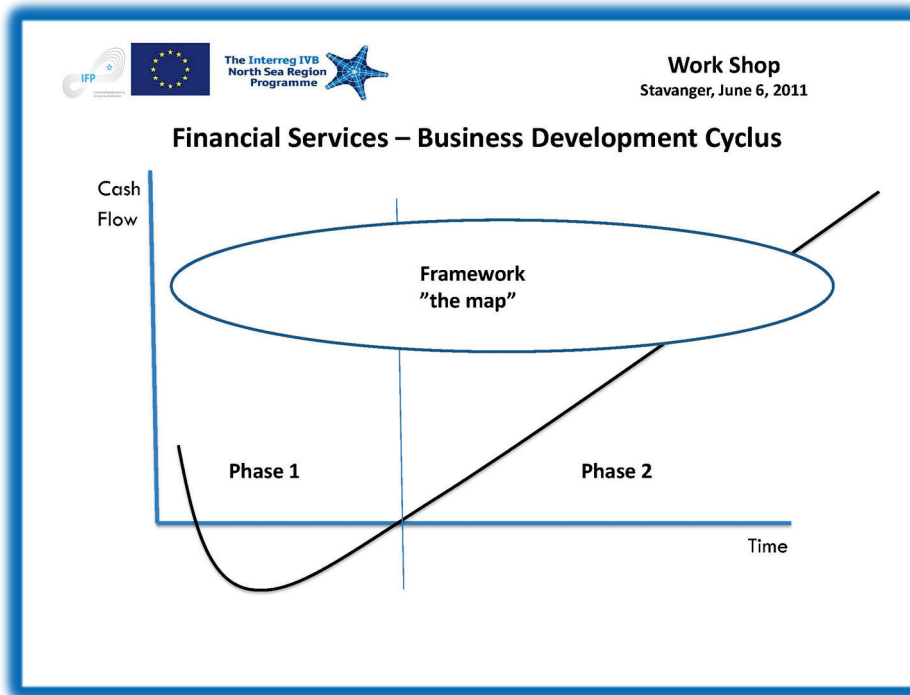 IFP
The Interreg IVB
North Sea Region
Programme
Work Shop
Stavanger, June 6, 2011
Financial Services – Business Development Cyclus
Cash
Flow
Framework
”the map”
Phase 1
Phase 2
Time